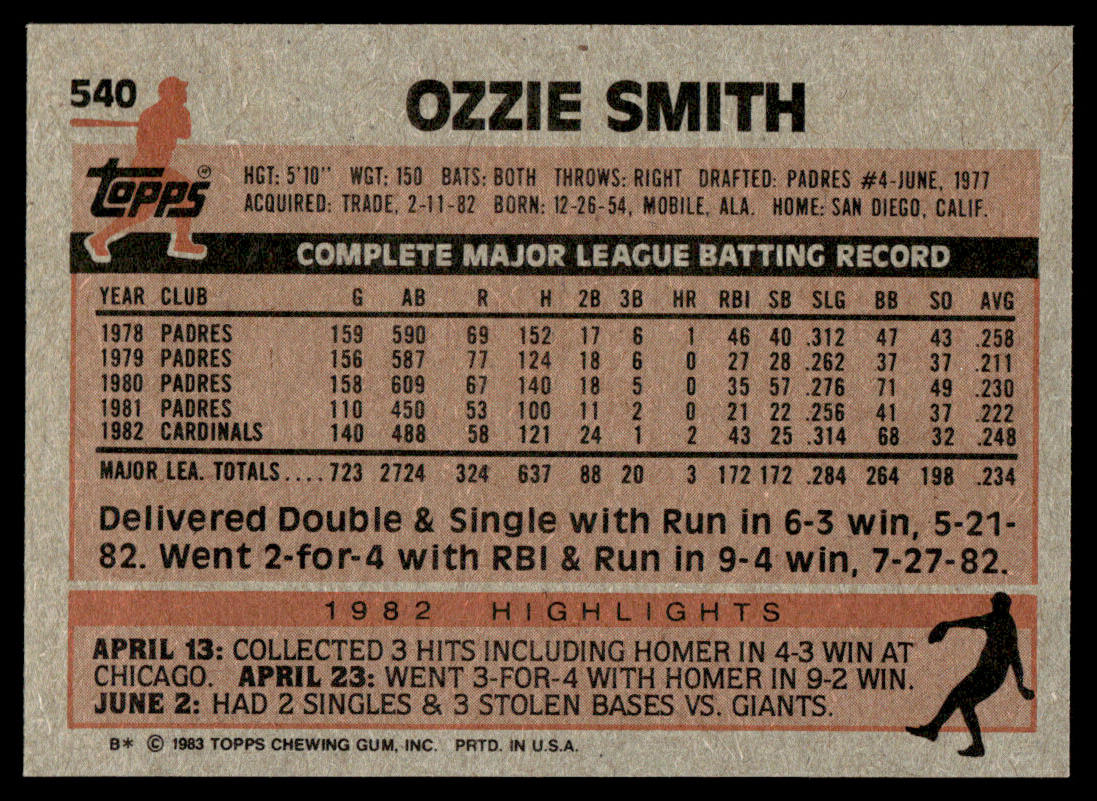 540
OZZIE SMITH
Topps
HGT: 5'10" WGT: 150 BATS: BOTH THROWS: RIGHT DRAFTED: PADRES #4-JUNE, 1977
ACQUIRED: TRADE, 2-11-82 BORN: 12-26-54, MOBILE, ALA. HOME: SAN DIEGO, CALIF.
COMPLETE MAJOR LEAGUE BATTING RECORD
YEAR CLUB G AB R H 2B 3B HR RBI SB SLG BB SO AVG
1978 PADRES 159 590 69 152 17 6 1 46 40 .312 47 43 .258
1979 PADRES 156 587 77 124 18 6 0 27 28 .262 37 37 .211
1980 PADRES 158 609 67 140 18 5 0 35 57 .276 71 49 .230
1981 PADRES 110 450 53 100 11 2 0 21 22 .256 41 37 .222
1982 CARDINALS 140 488 58 121 24 1 2 43 25 .314 68 32 .248
MAJOR LEA. TOTALS.... 723 2724 324 637 88 20 3 172 172 .284 264 198 .234
Delivered Double & Single with Run in 6-3 win, 5-21-
82. Went 2-for-4 with RBI & Run in 9-4 win, 7-27-82.
1982 HIGHLIGHTS
APRIL 13: COLLECTED 3 HITS INCLUDING HOMER IN 4-3 WIN AT
CHICAGO. APRIL 23: WENT 3-FOR-4 WITH HOMER IN 9-2 WIN.
JUNE 2: HAD 2 SINGLES & 3 STOLEN BASES VS. GIANTS.
B* © 1983 TOPPS CHEWING GUM, INC. PRTD. IN U.S.A.